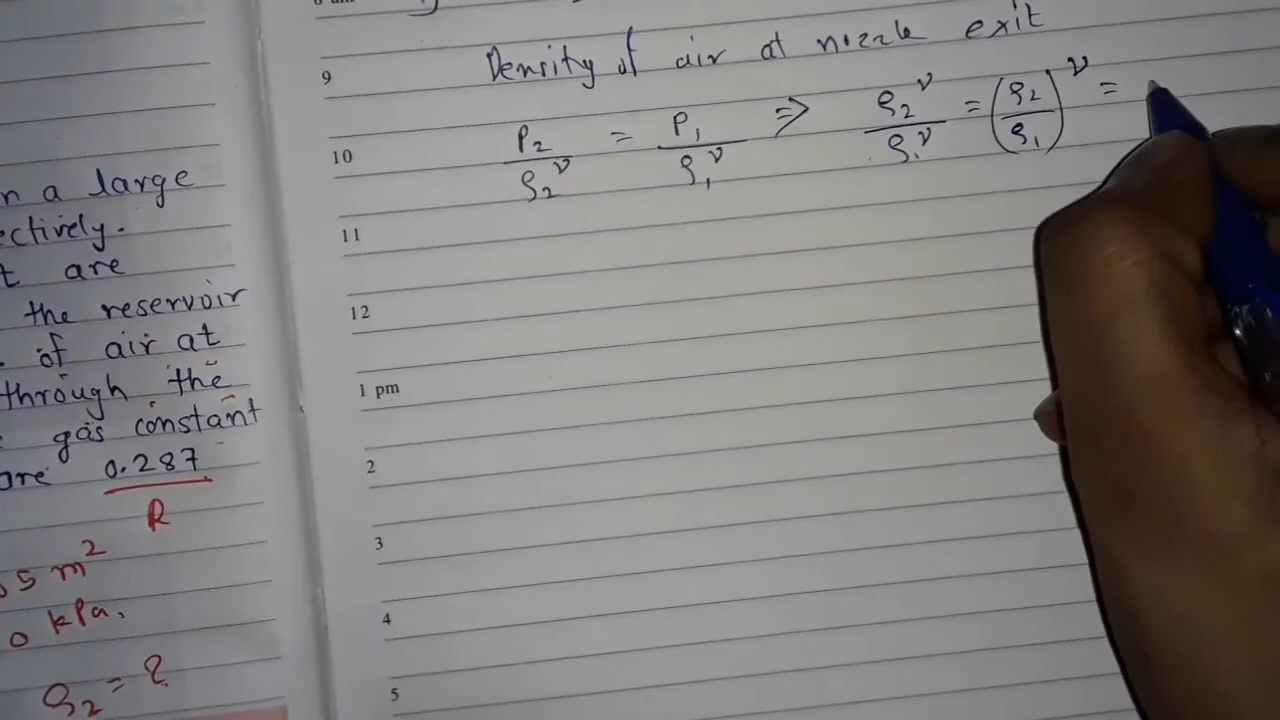 n a large
ectively.
t are
the reservoir
of air at
through the
gas constant
are 0.287
R
5 m²
0 kPa.
ρ₂ = ?
9
Density of air at nozzle exit
10
P₂/ρ₂^ν = P₁/ρ₁^ν ⇒ ρ₂^ν/ρ₁^ν = (ρ₂/ρ₁)^ν =
11
12
1 pm
2
3
4
5